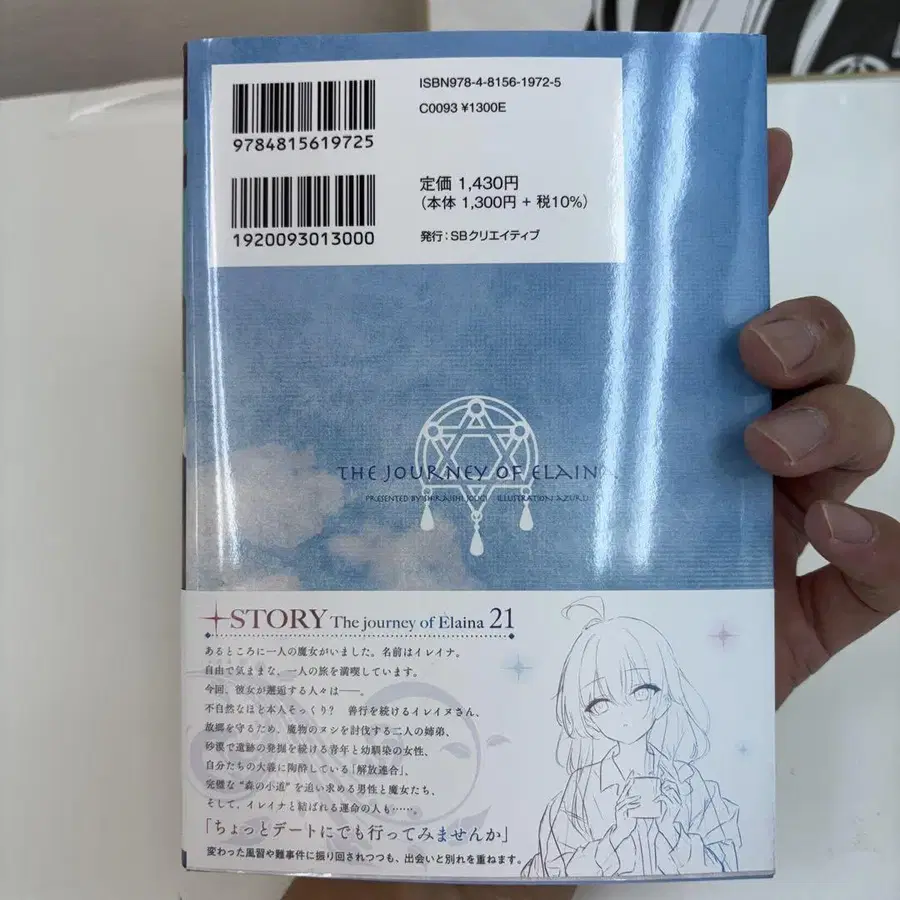 ISBN978-4-8156-1972-5
C0093 ¥1300E
9784815619725
定価 1,430円
(本体 1,300円 + 税10%)
1920093013000
発行:SBクリエイティブ
THE JOURNEY OF ELAINA
PRESENTED BY SHIRAISHI JOUGI ILLUSTRATION AZURE
STORY The journey of Elaina 21
あるところに一人の魔女がいました。名前はイレイナ。
自由で気ままな、一人の旅を満喫しています。
今回、彼女が邂逅する人々は――。
不自然なほど本人そっくり? 善行を続けるイレイヌさん、
故郷を守るため、魔物のヌシを討伐する二人の姉弟、
砂漠で遺跡の発掘を続ける青年と幼馴染の女性、
自分たちの大義に陶酔している「解放連合」、
完璧な“森の小道”を追い求める男性と魔女たち、
そして、イレイナと結ばれる運命の人も……。
「ちょっとデートにでも行ってみませんか」
変わった風習や難事件に振り回されつつも、出会いと別れを重ねます。